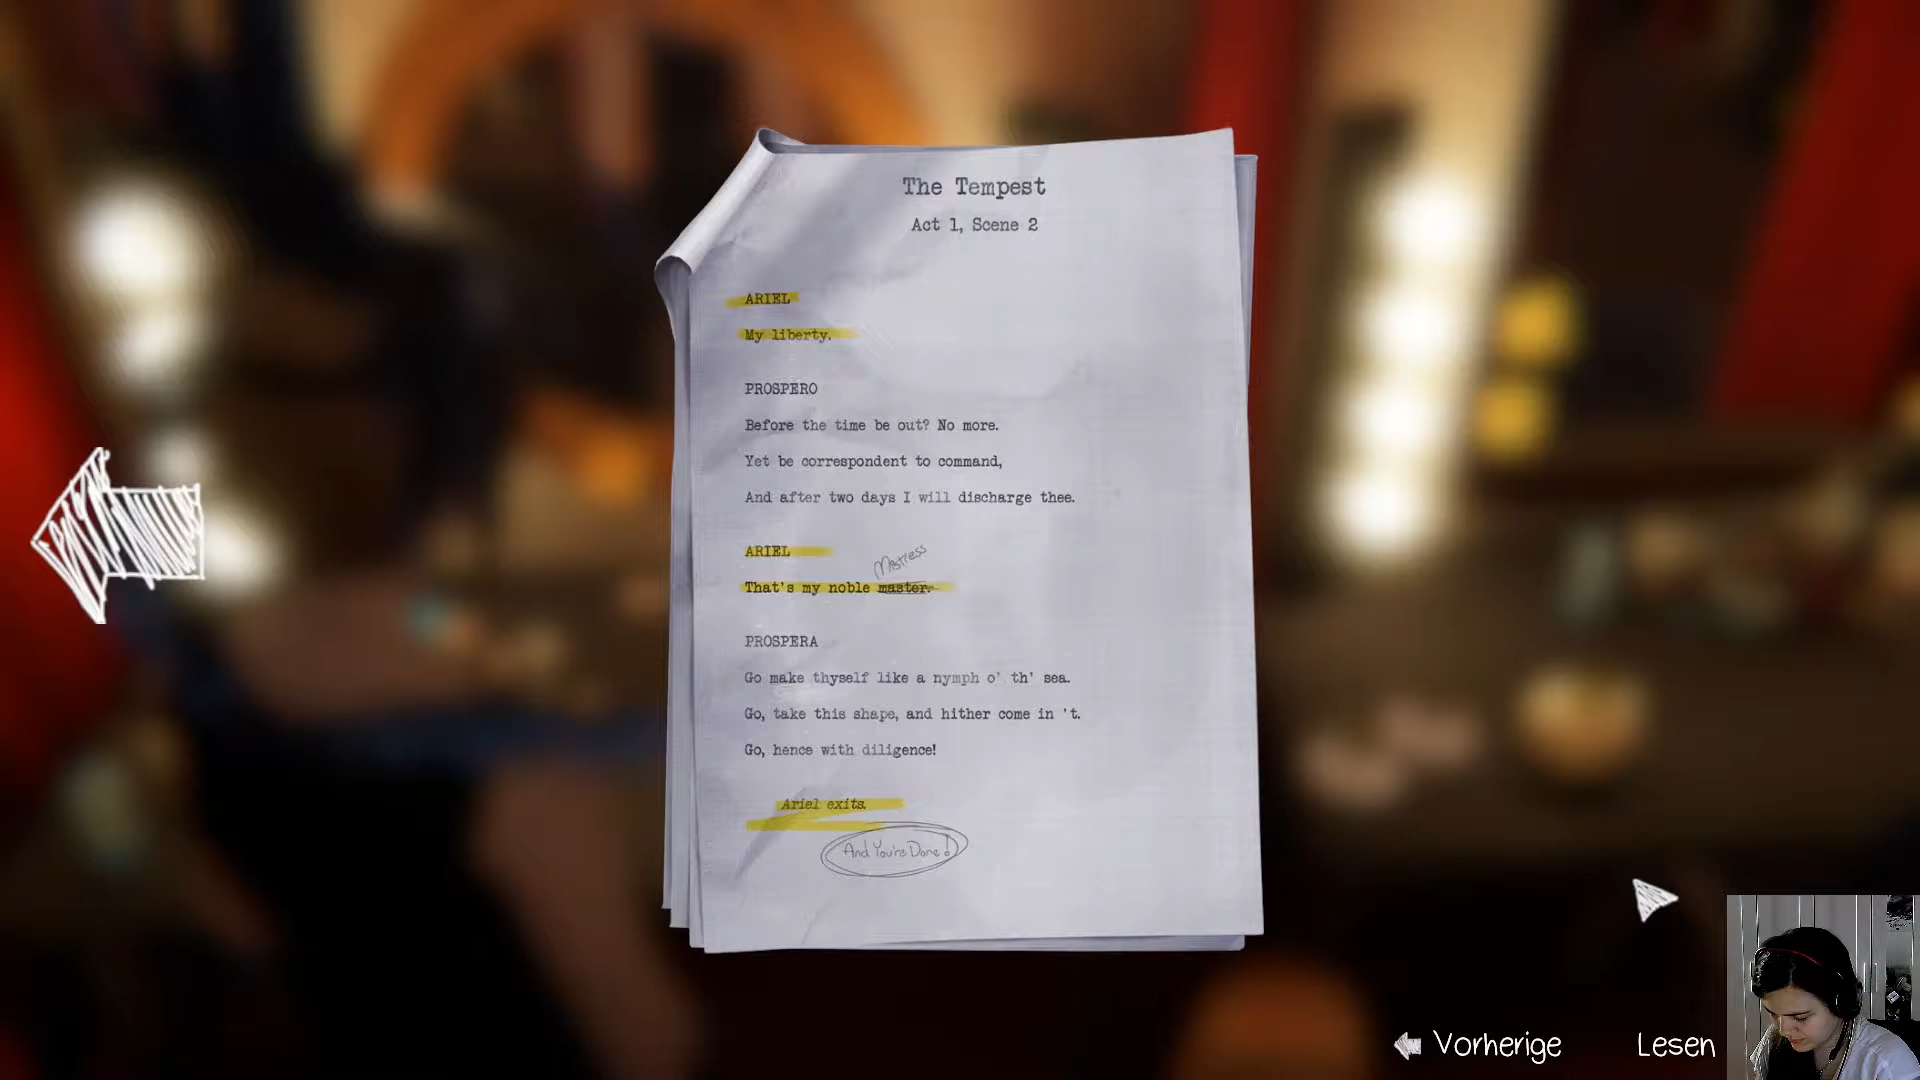 The Tempest
Act 1, Scene 2
ARIEL
My liberty.
PROSPERO
Before the time be out? No more.
Yet be correspondent to command,
And after two days I will discharge thee.
ARIEL
Mistress
That's my noble master.
PROSPERA
Go make thyself like a nymph o' th' sea.
Go, take this shape, and hither come in 't.
Go, hence with diligence!
Ariel exits.
And You're Done!
Vorherige
Lesen